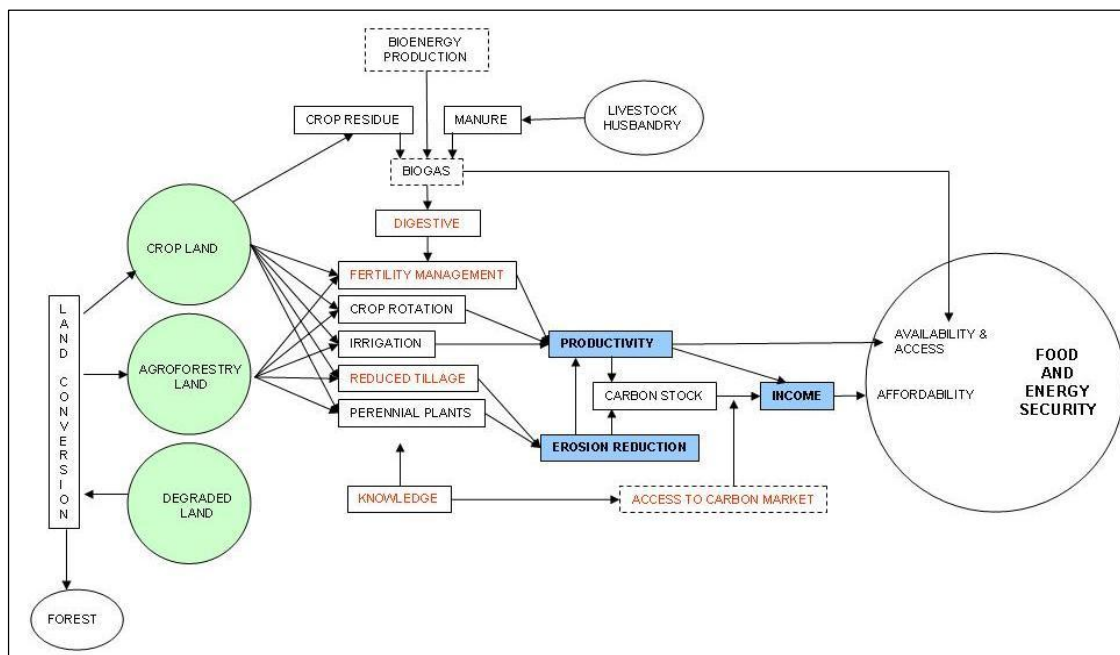 BIOENERGY
PRODUCTION
CROP RESIDUE
MANURE
LIVESTOCK
HUSBANDRY
BIOGAS
DIGESTIVE
CROP LAND
FERTILITY MANAGEMENT
CROP ROTATION
IRRIGATION
REDUCED TILLAGE
PERENNIAL PLANTS
LAND CONVERSION
AGROFORESTRY
LAND
DEGRADED
LAND
FOREST
PRODUCTIVITY
CARBON STOCK
INCOME
EROSION REDUCTION
KNOWLEDGE
ACCESS TO CARBON MARKET
AVAILABILITY &
ACCESS
AFFORDABILITY
FOOD
AND
ENERGY
SECURITY